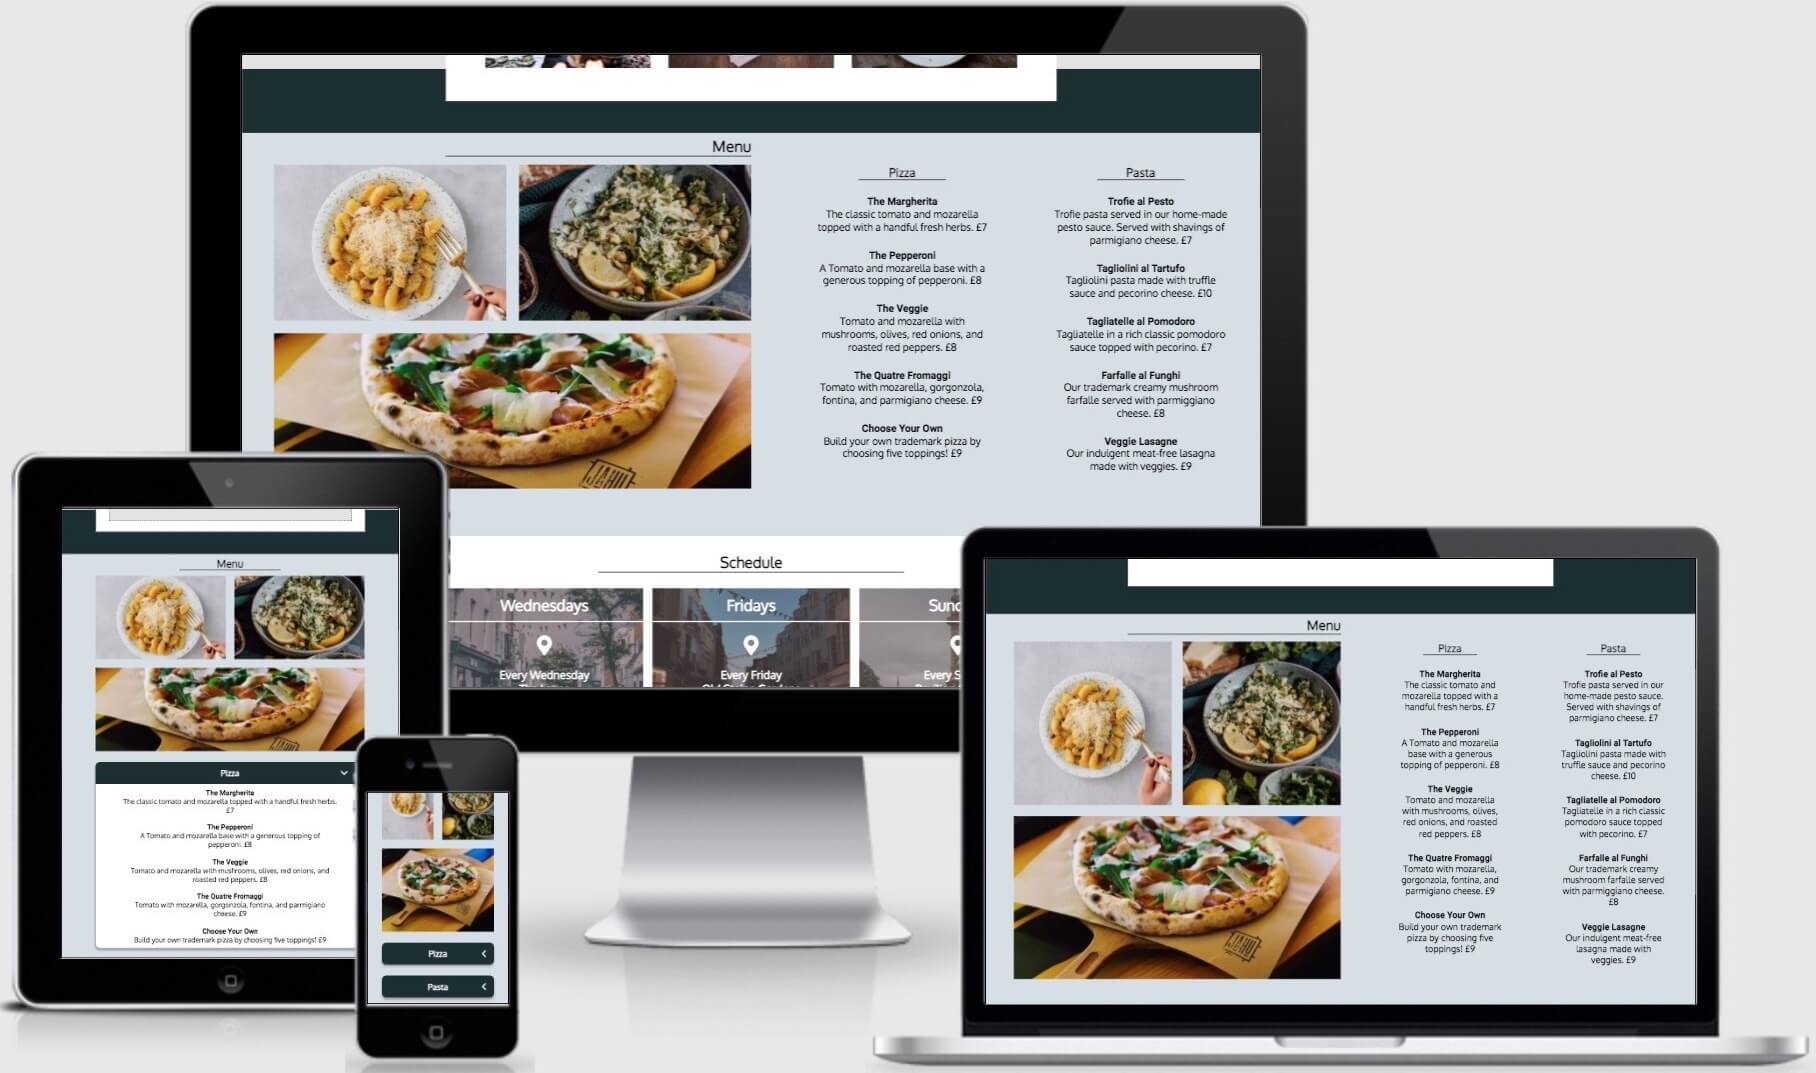 Menu
Pizza
The Margherita
The classic tomato and mozarella
topped with a handful fresh herbs. £7
The Pepperoni
A Tomato and mozarella base with a
generous topping of pepperoni. £8
The Veggie
Tomato and mozarella with
mushrooms, olives, red onions, and
roasted red peppers. £8
The Quatre Fromaggi
Tomato with mozarella, gorgonzola,
fontina, and parmigiano cheese. £9
Choose Your Own
Build your own trademark pizza by
choosing five toppings! £9
Pasta
Trofie al Pesto
Trofie pasta served in our home-made
pesto sauce. Served with shavings of
parmigiano cheese. £7
Tagliolini al Tartufo
Tagliolini pasta made with truffle
sauce and pecorino cheese. £10
Tagliatelle al Pomodoro
Tagliatelle in a rich classic pomodoro
sauce topped with pecorino. £7
Farfalle al Funghi
Our trademark creamy mushroom
farfalle served with parmiggiano
cheese. £8
Veggie Lasagne
Our indulgent meat-free lasagna
made with veggies. £9
Schedule
Wednesdays
Every Wednesday
Fridays
Every Friday
Sund
Every S
Menu
Pizza
The Margherita
The classic tomato and mozarella topped with a handful fresh herbs.
£7
The Pepperoni
A Tomato and mozarella base with a generous topping of
pepperoni. £8
The Veggie
Tomato and mozarella with mushrooms, olives, red onions, and
roasted red peppers. £8
The Quatre Fromaggi
Tomato with mozarella, gorgonzola, fontina, and parmigiano
cheese. £9
Choose Your Own
Build your own trademark pizza by choosing five toppings! £9
Pizza
Pasta
Menu
Pizza
The Margherita
The classic tomato and
mozarella topped with a
handful fresh herbs. £7
The Pepperoni
A Tomato and mozarella
base with a generous
topping of pepperoni. £8
The Veggie
Tomato and mozarella
with mushrooms, olives,
red onions, and roasted
red peppers. £8
The Quatre Fromaggi
Tomato with mozarella,
gorgonzola, fontina, and
parmigiano cheese. £9
Choose Your Own
Build your own trademark
pizza by choosing five
toppings! £9
Pasta
Trofie al Pesto
Trofie pasta served in our
home-made pesto sauce.
Served with shavings of
parmigiano cheese. £7
Tagliolini al Tartufo
Tagliolini pasta made with
truffle sauce and pecorino
cheese. £10
Tagliatelle al Pomodoro
Tagliatelle in a rich classic
pomodoro sauce topped
with pecorino. £7
Farfalle al Funghi
Our trademark creamy
mushroom farfalle served
with parmiggiano cheese.
£8
Veggie Lasagne
Our indulgent meat-free
lasagna made with
veggies. £9